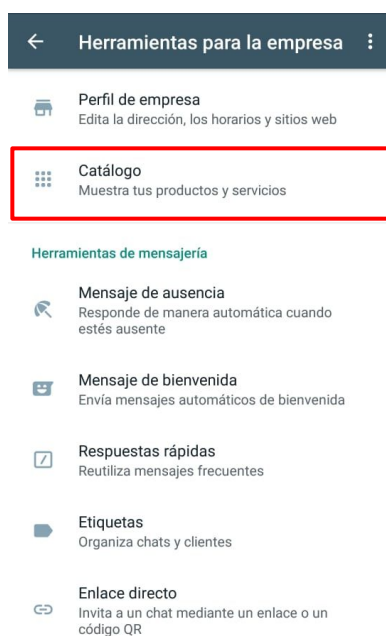 Herramientas para la empresa
Perfil de empresa
Edita la dirección, los horarios y sitios web
Catálogo
Muestra tus productos y servicios
Herramientas de mensajería
Mensaje de ausencia
Responde de manera automática cuando
estés ausente
Mensaje de bienvenida
Envía mensajes automáticos de bienvenida
Respuestas rápidas
Reutiliza mensajes frecuentes
Etiquetas
Organiza chats y clientes
Enlace directo
Invita a un chat mediante un enlace o un
código QR